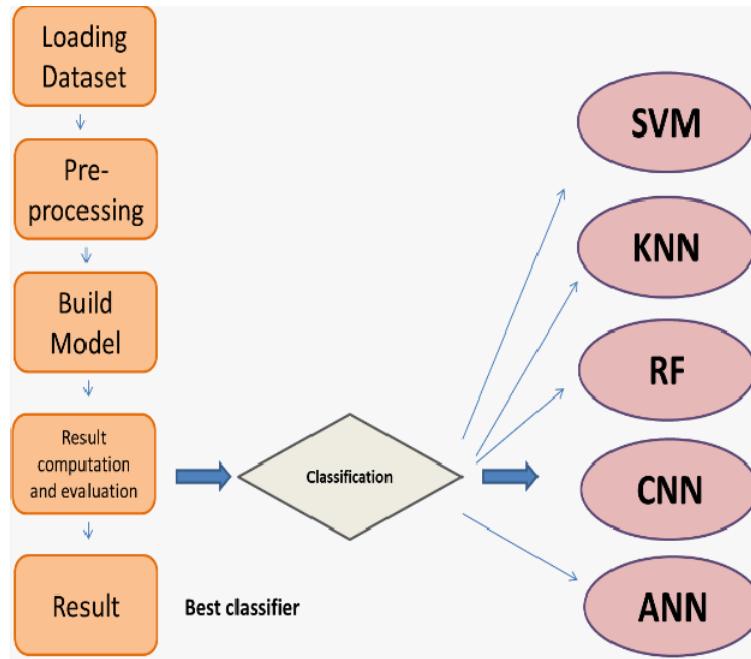 Loading
Dataset
Pre-
processing
Build
Model
Result
computation
and evaluation
Result
Best classifier
Classification
SVM
KNN
RF
CNN
ANN